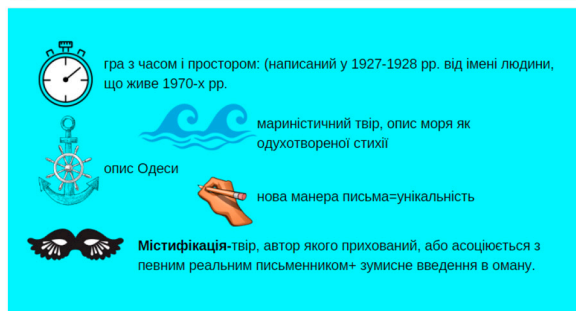 гра з часом і простором: (написаний у 1927-1928 рр. від імені людини,
що живе 1970-х рр.
мариністичний твір, опис моря як
одухотвореної стихії
опис Одеси
нова манера письма=унікальність
Містифікація-твір, автор якого прихований, або асоціюється з
певним реальним письменником+ зумисне введення в оману.